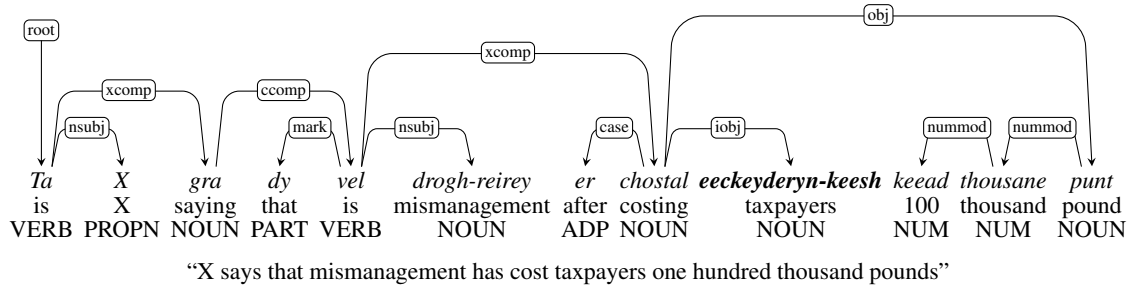 obj
root
xcomp
xcomp ccomp
nsubj mark nsubj case iobj nummod nummod
Ta X gra dy vel drogh-reirey er chostal eeckeyderyn-keesh keead thousane punt
is X saying that is mismanagement after costing taxpayers 100 thousand pound
VERB PROPN NOUN PART VERB NOUN ADP NOUN NOUN NUM NUM NOUN
“X says that mismanagement has cost taxpayers one hundred thousand pounds”